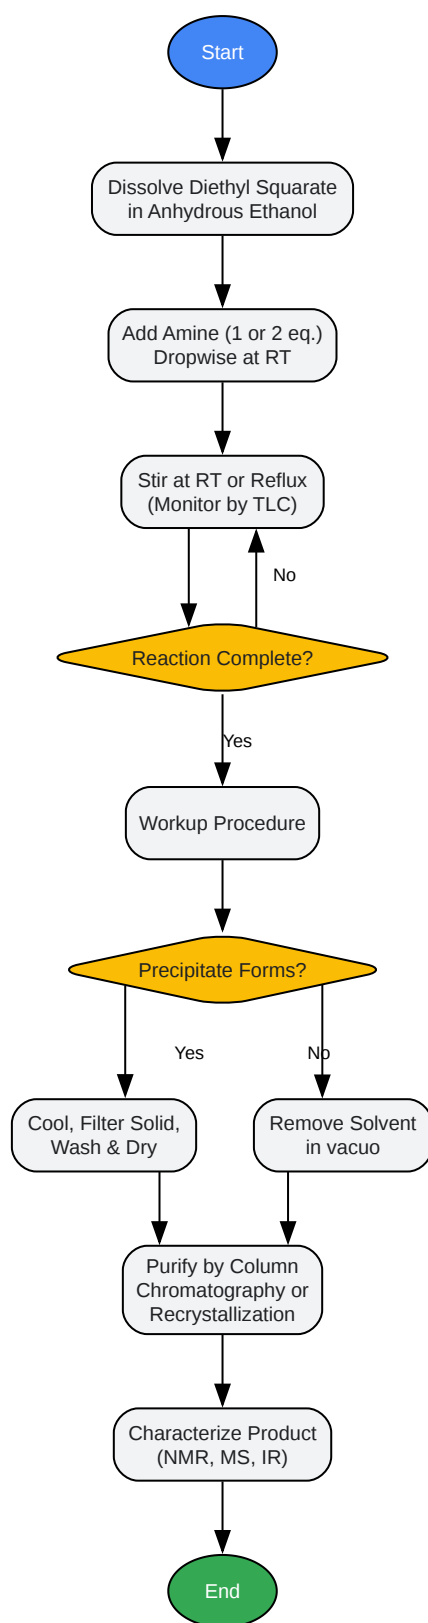 Start
Dissolve Diethyl Squarate
in Anhydrous Ethanol
Add Amine (1 or 2 eq.)
Dropwise at RT
Stir at RT or Reflux
(Monitor by TLC)
No
Reaction Complete?
Yes
Workup Procedure
Precipitate Forms?
Yes
No
Cool, Filter Solid,
Wash & Dry
Remove Solvent
in vacuo
Purify by Column
Chromatography or
Recrystallization
Characterize Product
(NMR, MS, IR)
End